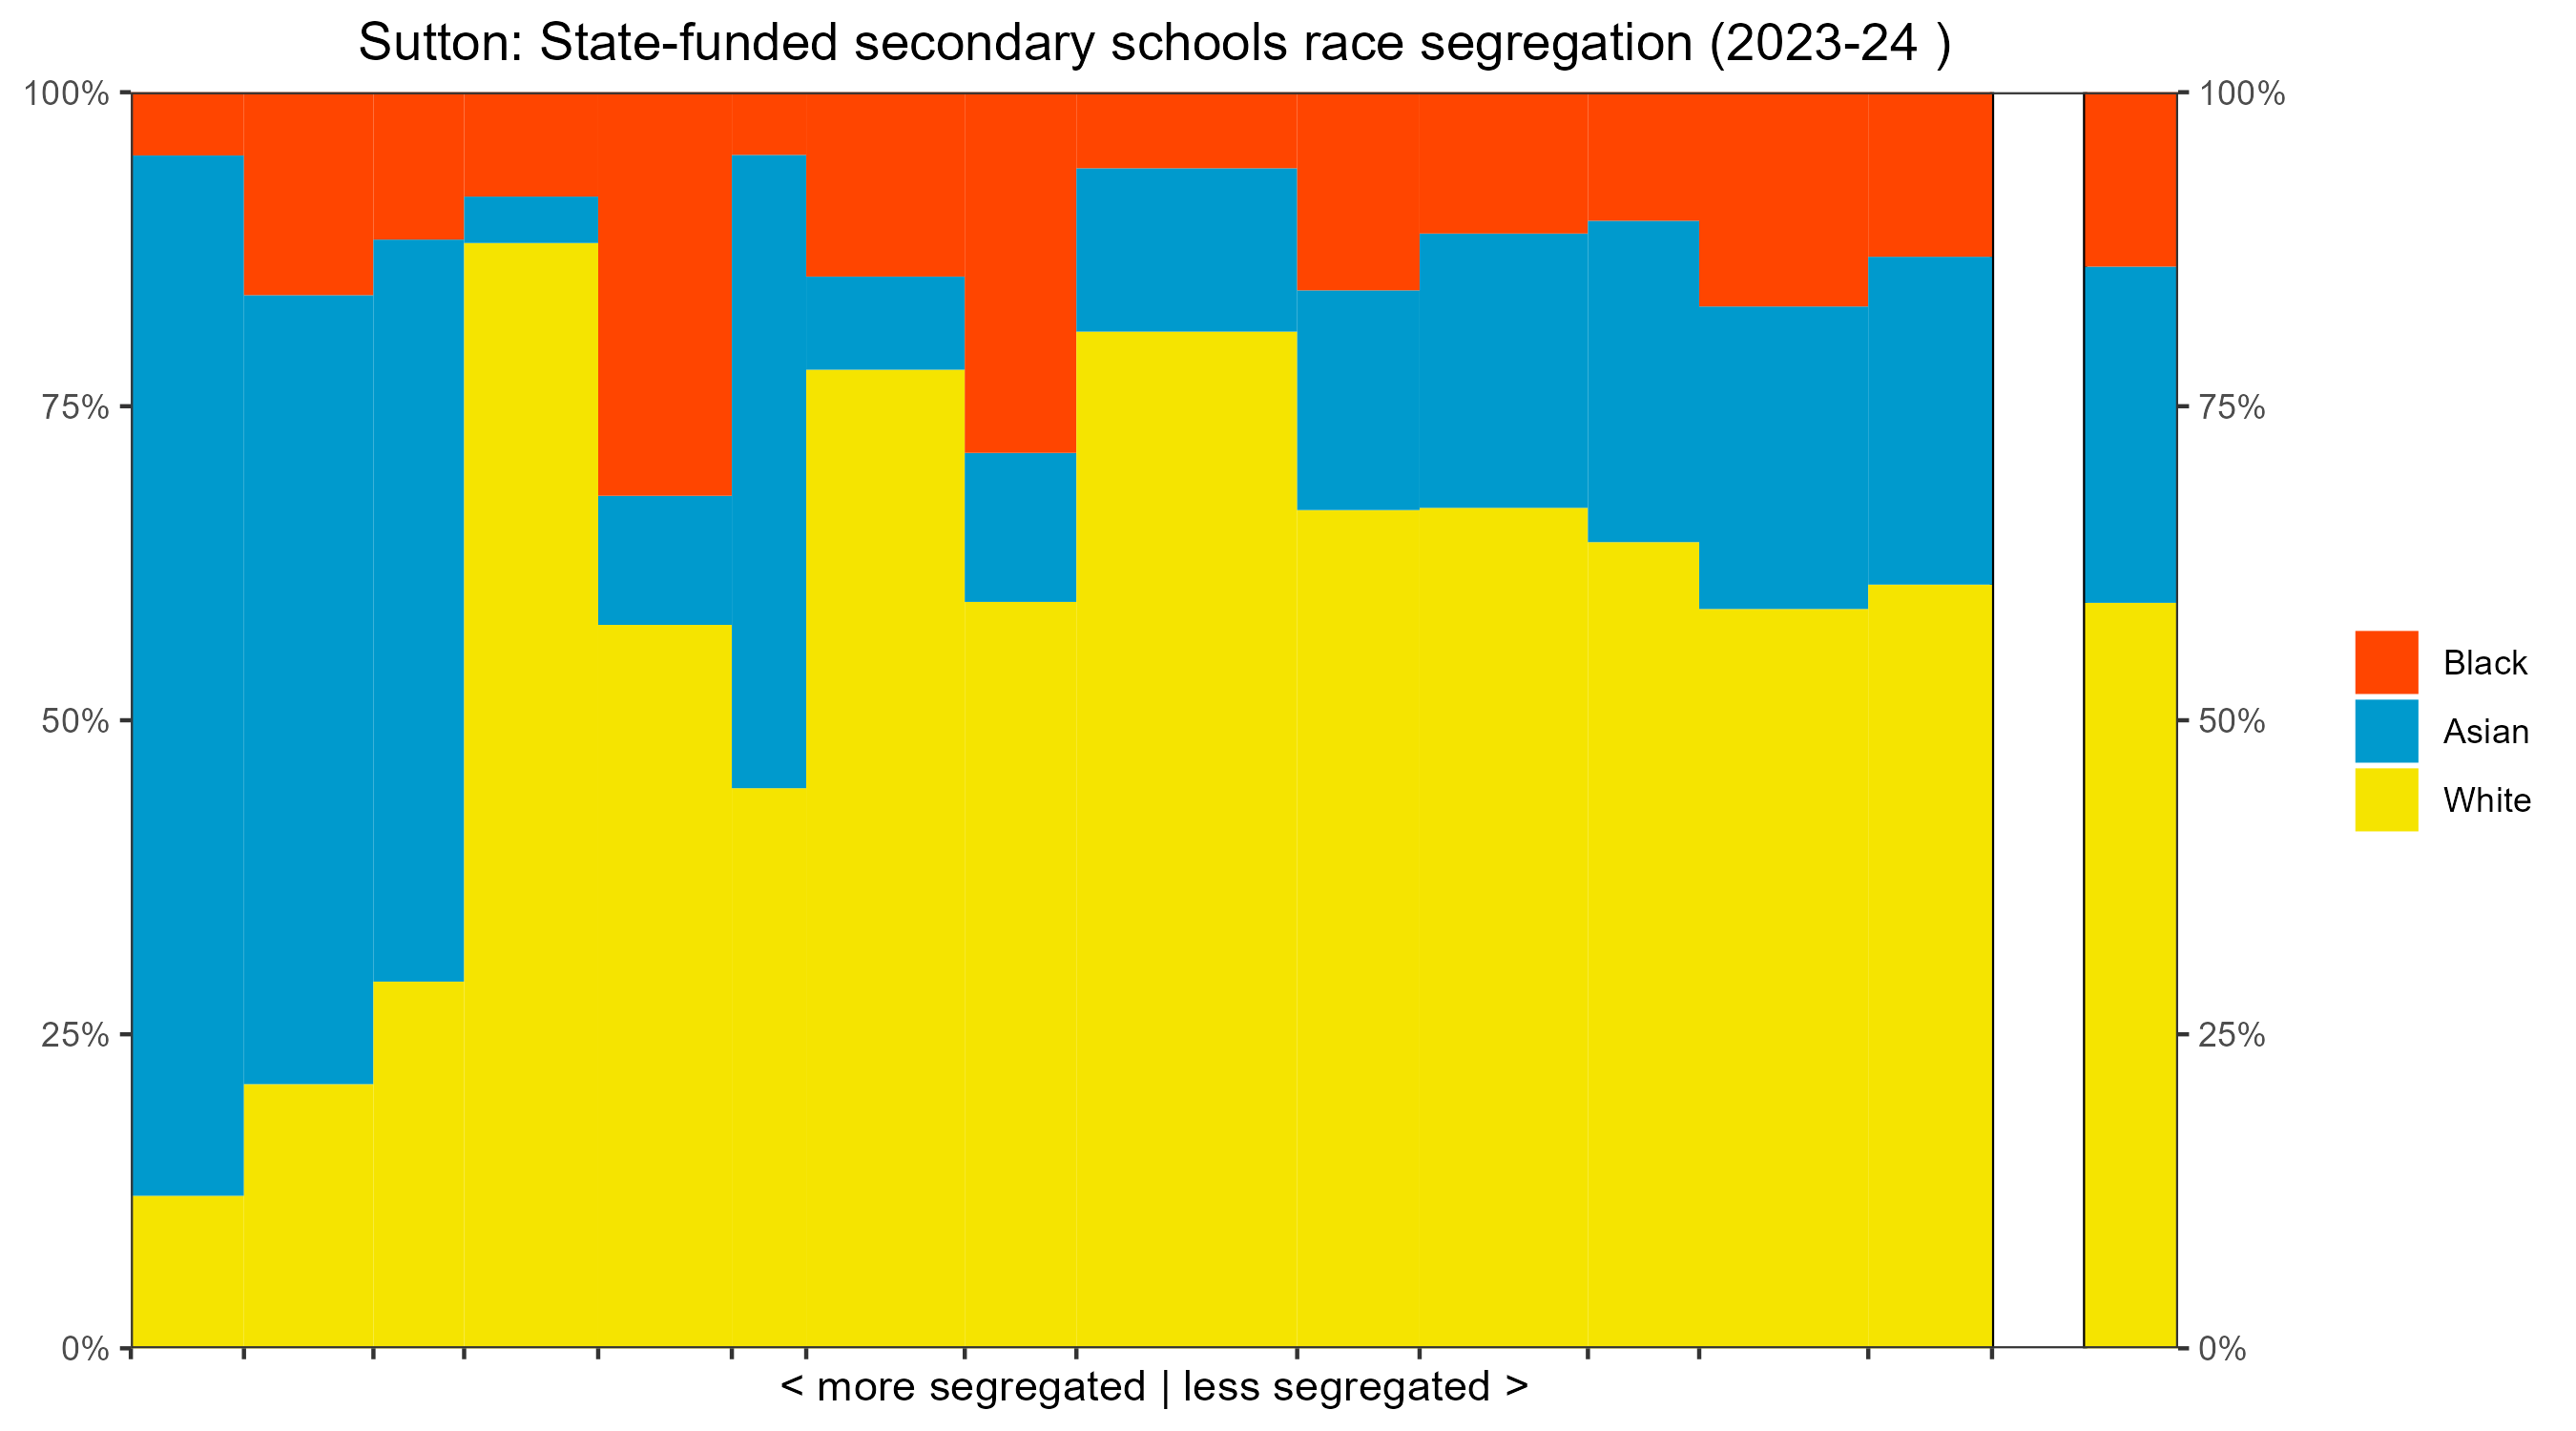 Sutton: State-funded secondary schools race segregation (2023-24 )
100%
75%
50%
25%
0%
100%
75%
50%
25%
0%
Black
Asian
White
< more segregated | less segregated >